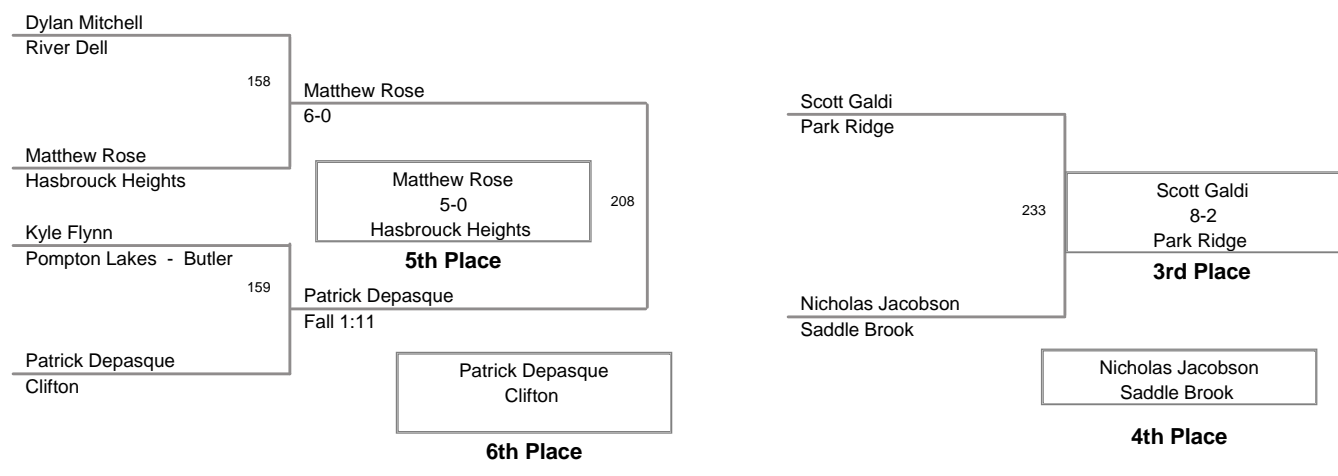 Dylan Mitchell
River Dell
158
Matthew Rose
6-0
Matthew Rose
Hasbrouck Heights
Matthew Rose
5-0
Hasbrouck Heights
5th Place
208
Kyle Flynn
Pompton Lakes - Butler
159
Patrick Depasque
Fall 1:11
Patrick Depasque
Clifton
Patrick Depasque
Clifton
6th Place
Scott Galdi
Park Ridge
233
Scott Galdi
8-2
Park Ridge
3rd Place
Nicholas Jacobson
Saddle Brook
Nicholas Jacobson
Saddle Brook
4th Place